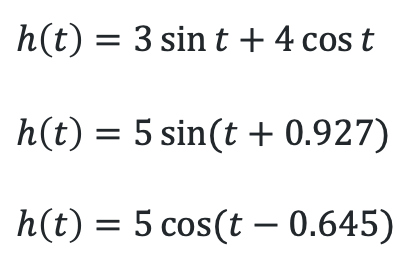 h(t) = 3 sin t + 4 cos t
h(t) = 5 sin(t + 0.927)
h(t) = 5 cos(t − 0.645)